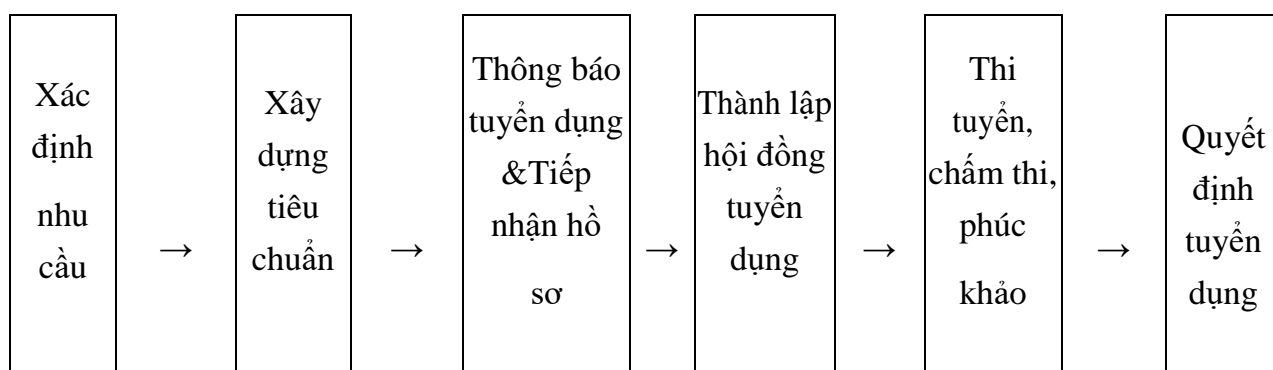 Xác
định
nhu
cầu
→
Xây
dựng
tiêu
chuẩn
→
Thông báo
tuyển dụng
&Tiếp
nhận hồ
sơ
→
Thành lập
hội đồng
tuyển
dụng
→
Thi
tuyển,
chấm thi,
phúc
khảo
→
Quyết
định
tuyển
dụng